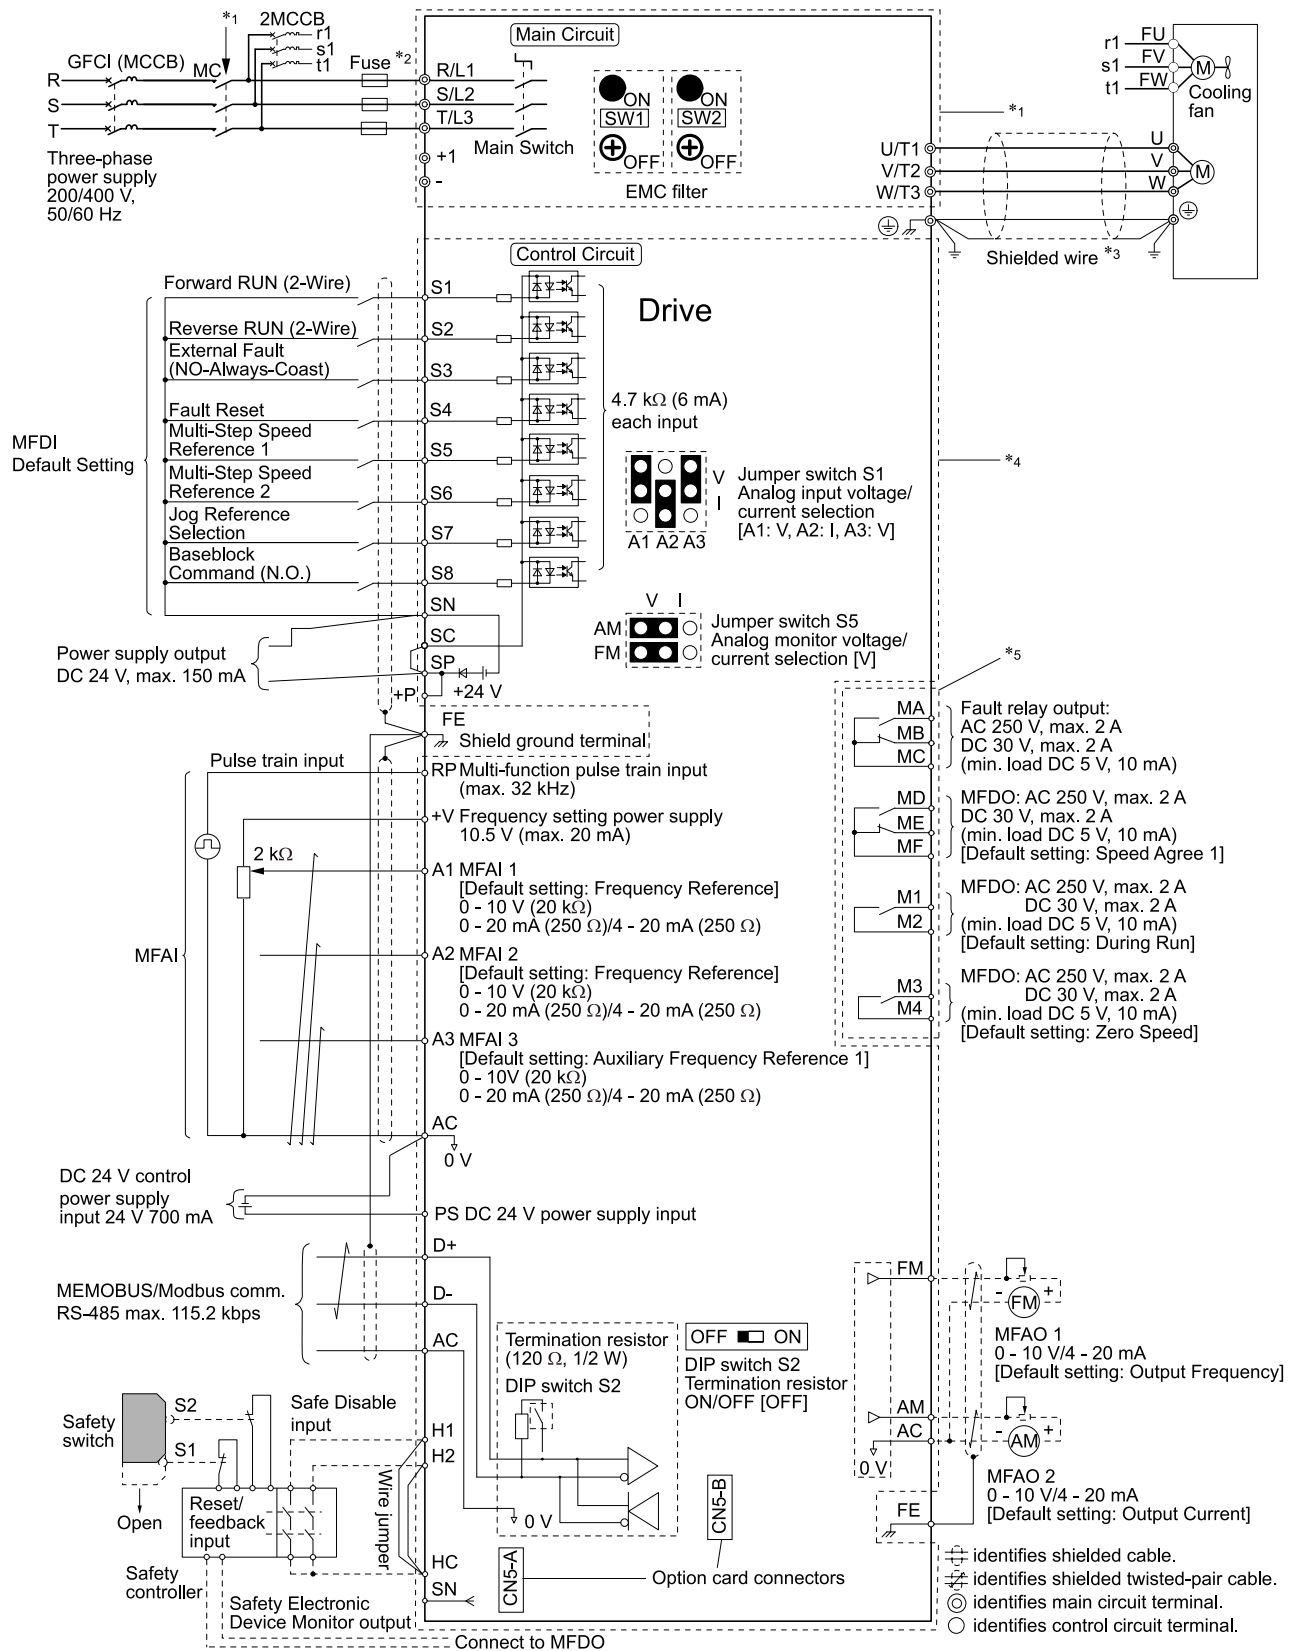 *1
2MCCB
r1
s1
t1
GFCI (MCCB)
MC
Fuse *2
R
S
T
Three-phase
power supply
200/400 V,
50/60 Hz
Main Circuit
R/L1
S/L2
T/L3
+1
-
Main Switch
ON
SW1
OFF
ON
SW2
OFF
EMC filter
U/T1
V/T2
W/T3
r1
s1
t1
FU
FV
FW
M
Cooling
fan
*1
U
V
W
M
Shielded wire *3
Control Circuit
Drive
Forward RUN (2-Wire)
S1
Reverse RUN (2-Wire)
S2
External Fault
(NO-Always-Coast)
S3
Fault Reset
S4
Multi-Step Speed
Reference 1
S5
Multi-Step Speed
Reference 2
S6
Jog Reference
Selection
S7
Baseblock
Command (N.O.)
S8
MFDI
Default Setting
SN
SC
SP
+P
+24 V
Power supply output
DC 24 V, max. 150 mA
4.7 kΩ (6 mA)
each input
V
I
A1 A2 A3
Jumper switch S1
Analog input voltage/
current selection
[A1: V, A2: I, A3: V]
*4
V I
AM
FM
Jumper switch S5
Analog monitor voltage/
current selection [V]
*5
FE
Shield ground terminal
Pulse train input
RP Multi-function pulse train input
(max. 32 kHz)
+V Frequency setting power supply
10.5 V (max. 20 mA)
2 kΩ
A1 MFAI 1
[Default setting: Frequency Reference]
0 - 10 V (20 kΩ)
0 - 20 mA (250 Ω)/4 - 20 mA (250 Ω)
MFAI
A2 MFAI 2
[Default setting: Frequency Reference]
0 - 10 V (20 kΩ)
0 - 20 mA (250 Ω)/4 - 20 mA (250 Ω)
A3 MFAI 3
[Default setting: Auxiliary Frequency Reference 1]
0 - 10V (20 kΩ)
0 - 20 mA (250 Ω)/4 - 20 mA (250 Ω)
AC
0 V
MA
MB
MC
Fault relay output:
AC 250 V, max. 2 A
DC 30 V, max. 2 A
(min. load DC 5 V, 10 mA)
MD
ME
MF
MFDO: AC 250 V, max. 2 A
DC 30 V, max. 2 A
(min. load DC 5 V, 10 mA)
[Default setting: Speed Agree 1]
M1
M2
MFDO: AC 250 V, max. 2 A
DC 30 V, max. 2 A
(min. load DC 5 V, 10 mA)
[Default setting: During Run]
M3
M4
MFDO: AC 250 V, max. 2 A
DC 30 V, max. 2 A
(min. load DC 5 V, 10 mA)
[Default setting: Zero Speed]
DC 24 V control
power supply
input 24 V 700 mA
PS DC 24 V power supply input
D+
D-
AC
MEMOBUS/Modbus comm.
RS-485 max. 115.2 kbps
Termination resistor
(120 Ω, 1/2 W)
DIP switch S2
0 V
OFF ON
DIP switch S2
Termination resistor
ON/OFF [OFF]
FM
- FM +
MFAO 1
0 - 10 V/4 - 20 mA
[Default setting: Output Frequency]
AM
AC
0 V
- AM +
MFAO 2
0 - 10 V/4 - 20 mA
[Default setting: Output Current]
FE
Safety
switch
S2
S1
Open
Safe Disable
input
H1
H2
Wire jumper
Reset/
feedback
input
Safety
controller
HC
SN
Safety Electronic
Device Monitor output
Connect to MFDO
CN5-A
CN5-B
Option card connectors
identifies shielded cable.
identifies shielded twisted-pair cable.
identifies main circuit terminal.
identifies control circuit terminal.